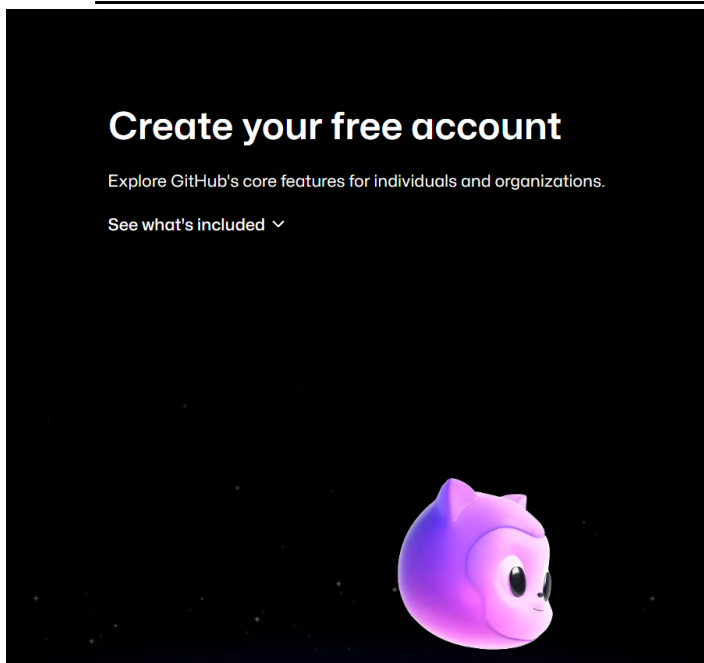 Create your free account
Explore GitHub's core features for individuals and organizations.
See what's included